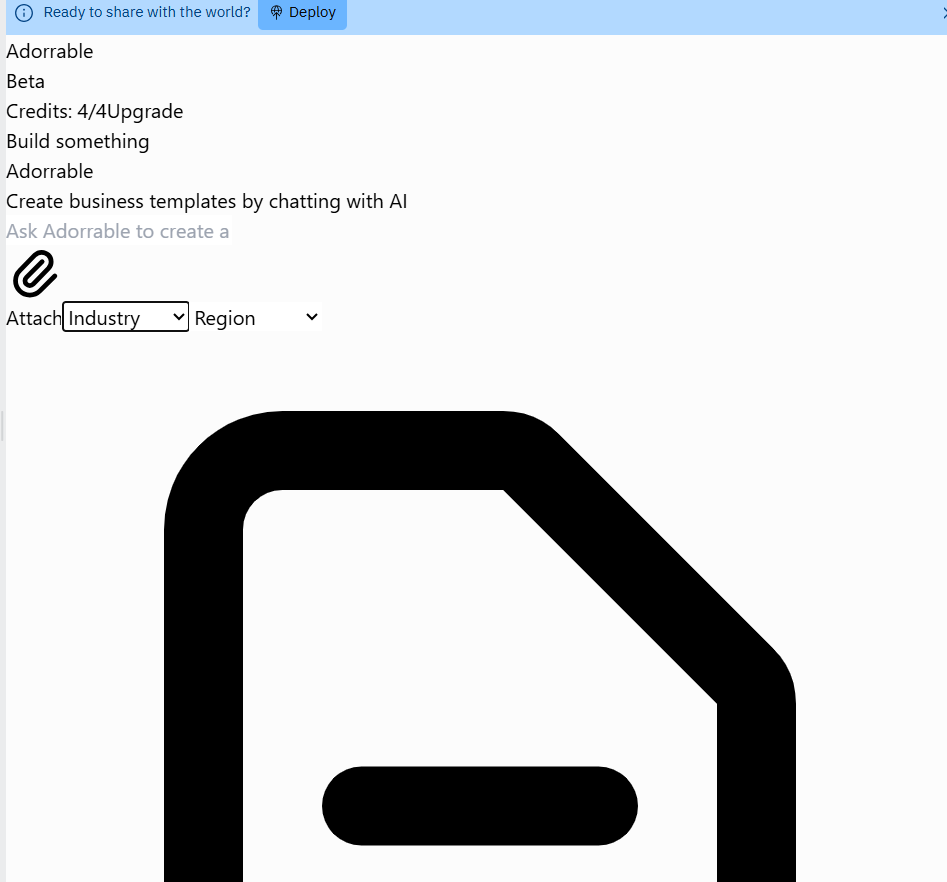 Ready to share with the world? Deploy
Adorrable
Beta
Credits: 4/4Upgrade
Build something
Adorrable
Create business templates by chatting with AI
Ask Adorrable to create a
Attach Industry Region